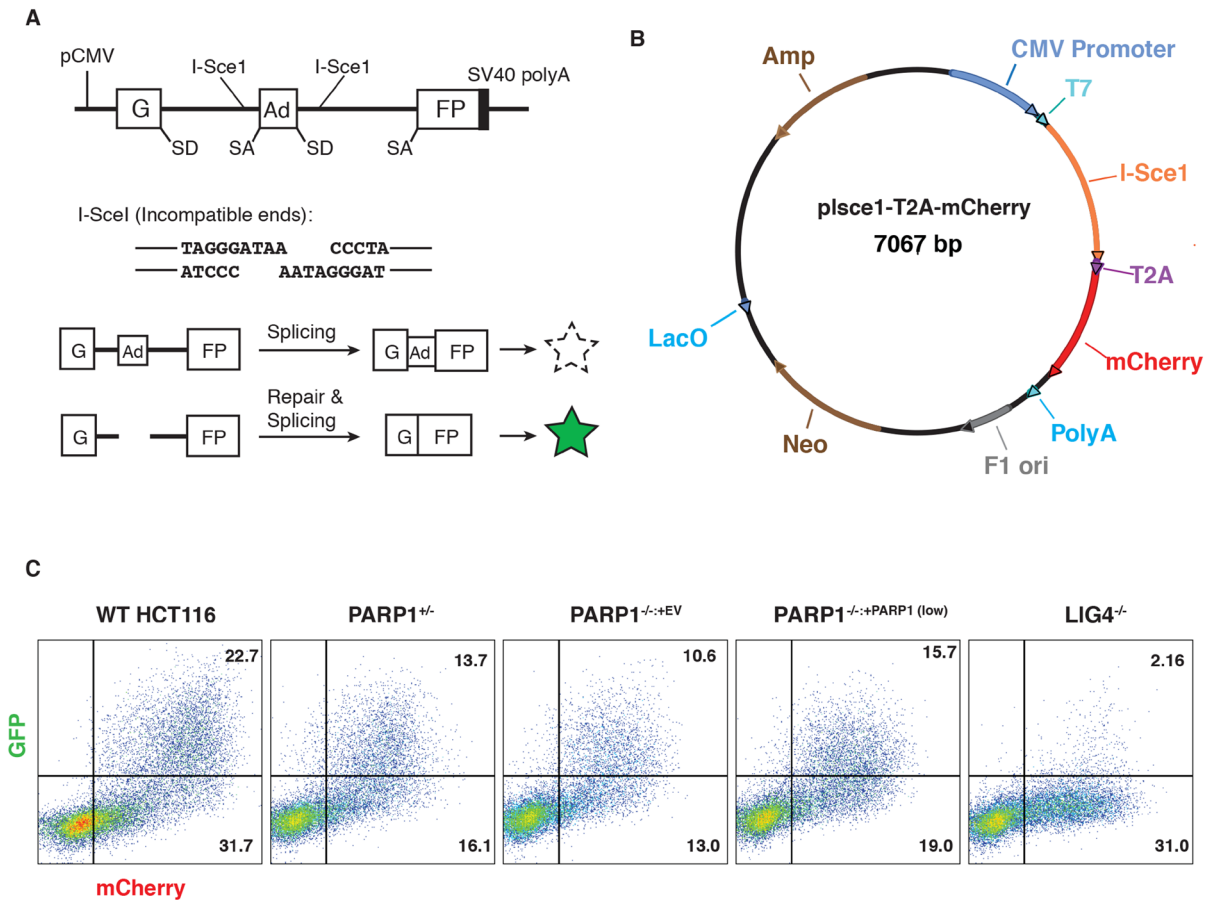 A
pCMV
I-Sce1
I-Sce1
SV40 polyA
G
Ad
FP
SD
SA
SD
SA
I-SceI (Incompatible ends):
TAGGGATAA CCCTA
ATCCC AATAGGGAT
G
Ad
FP
Splicing
G
Ad
FP
G
FP
Repair &
Splicing
G
FP
B
Amp
CMV Promoter
T7
I-Sce1
pIsce1-T2A-mCherry
7067 bp
T2A
LacO
mCherry
Neo
PolyA
F1 ori
C
WT HCT116
PARP1+/-
PARP1-/-:+EV
PARP1-/-:+PARP1 (low)
LIG4-/-
GFP
22.7
31.7
13.7
16.1
10.6
13.0
15.7
19.0
2.16
31.0
mCherry